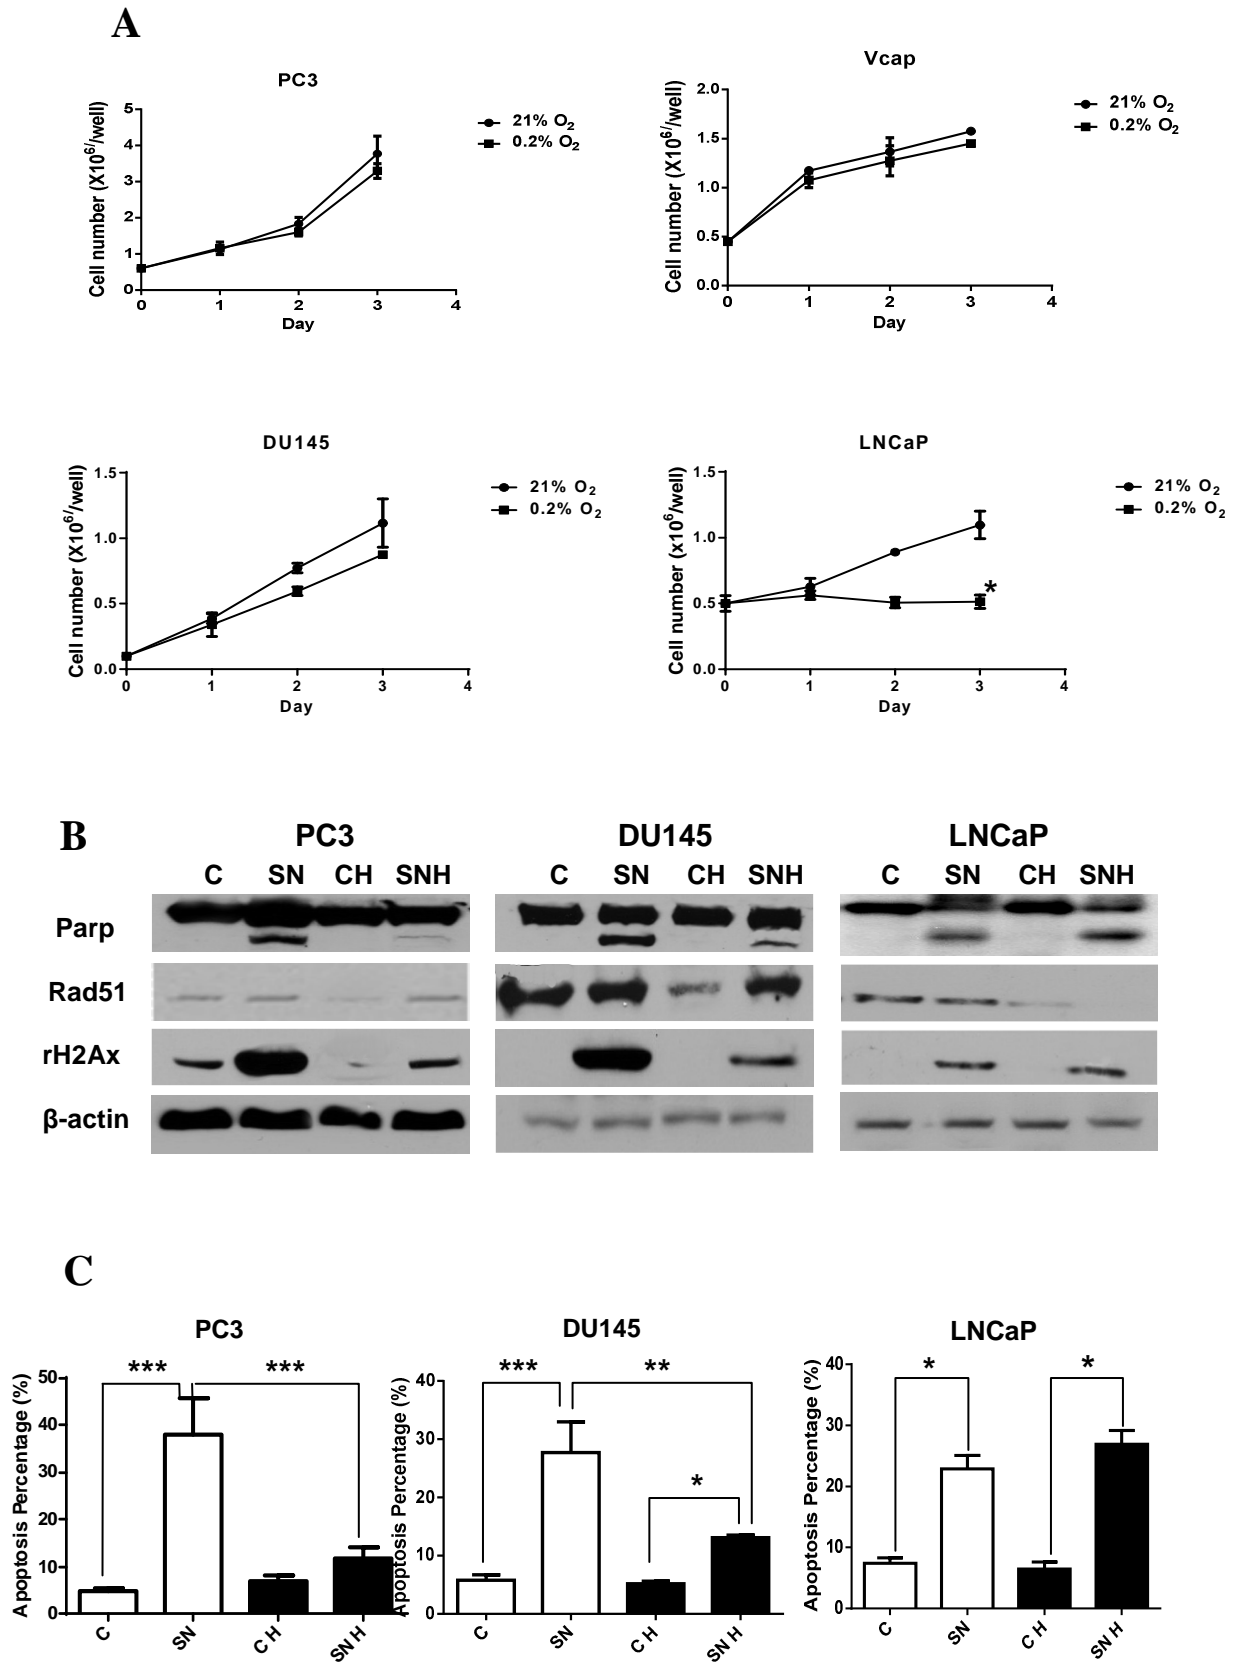 A
PC3
Cell number (X10⁶/well)
5
4
3
2
1
0
0 1 2 3 4
Day
21% O₂
0.2% O₂
Vcap
Cell number (X10⁶/well)
2.0
1.5
1.0
0.5
0.0
0 1 2 3 4
Day
21% O₂
0.2% O₂
DU145
Cell number (X10⁶/well)
1.5
1.0
0.5
0.0
0 1 2 3 4
Day
21% O₂
0.2% O₂
LNCaP
Cell number (x10⁶/well)
1.5
1.0
0.5
0.0
*
0 1 2 3 4
Day
21% O₂
0.2% O₂
B
PC3 DU145 LNCaP
C SN CH SNH C SN CH SNH C SN CH SNH
Parp
Rad51
rH2Ax
β-actin
C
PC3
Apoptosis Percentage (%)
50
40
30
20
10
0
*** ***
C SN C H SN H
DU145
Apoptosis Percentage (%)
40
30
20
10
0
*** **
*
C SN C H SN H
LNCaP
Apoptosis Percentage (%)
40
30
20
10
0
* *
C SN C H SN H